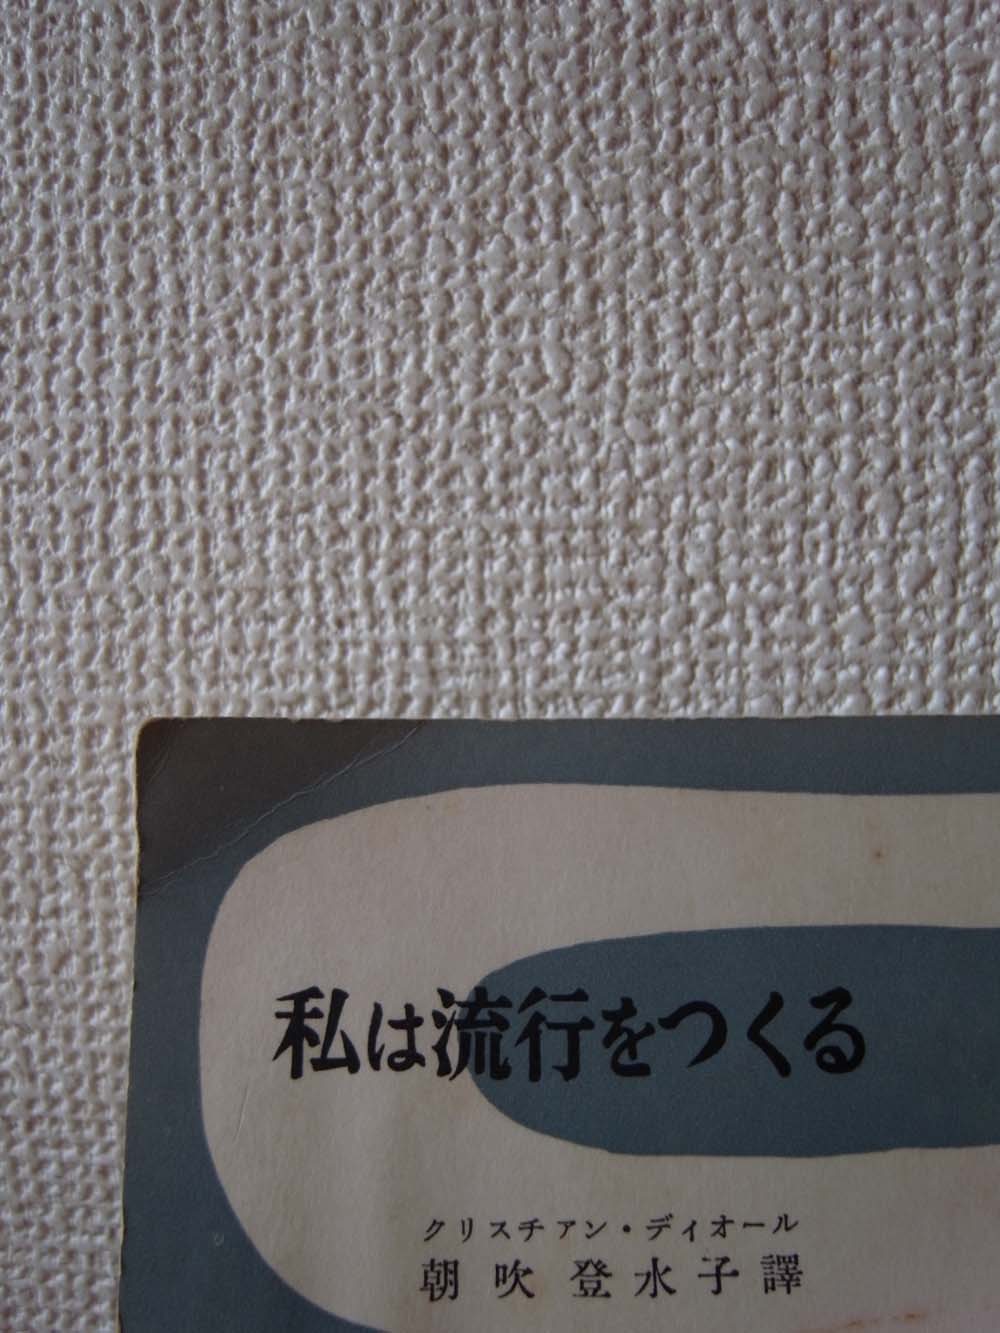 私は流行をつくる
クリスチアン・ディオール
朝吹登水子譯